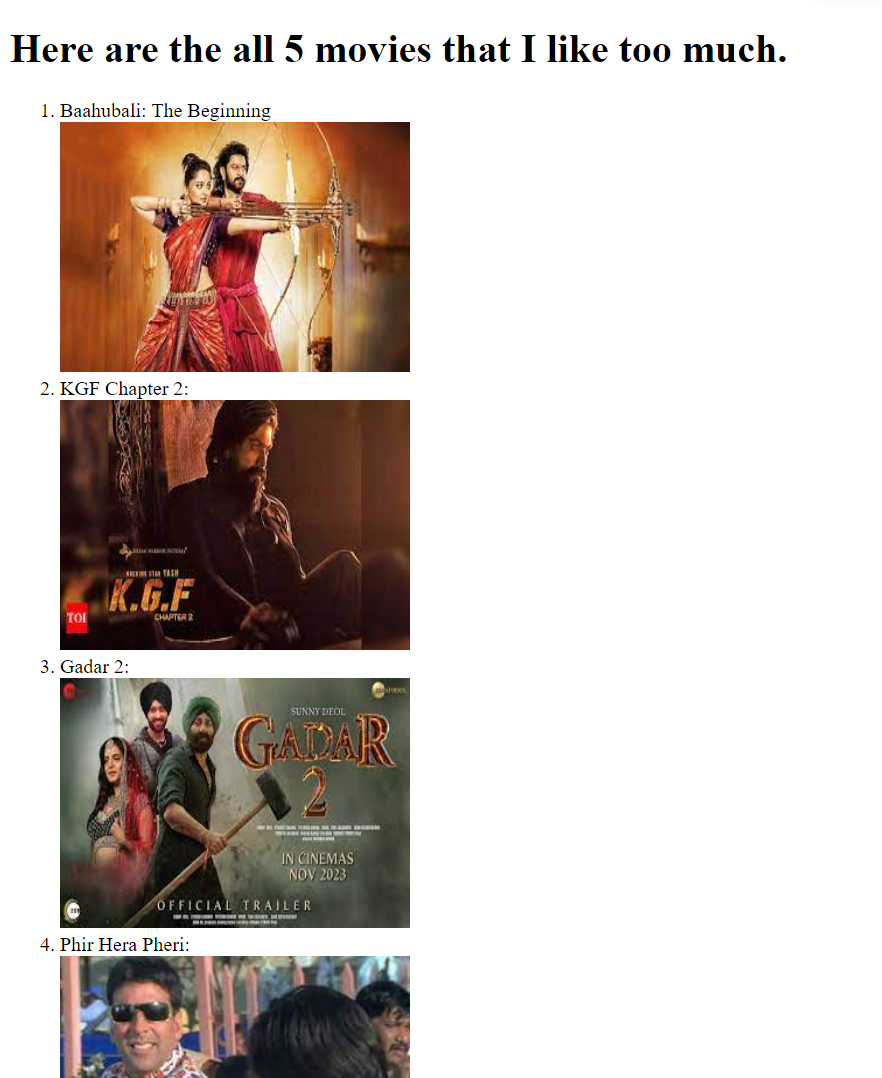 Here are the all 5 movies that I like too much.
1. Baahubali: The Beginning
2. KGF Chapter 2:
ROCKING STAR YASH
K.G.F
CHAPTER 2
TOI
3. Gadar 2:
SUNNY DEOL
GADAR
2
IN CINEMAS
NOV 2023
OFFICIAL TRAILER
4. Phir Hera Pheri: